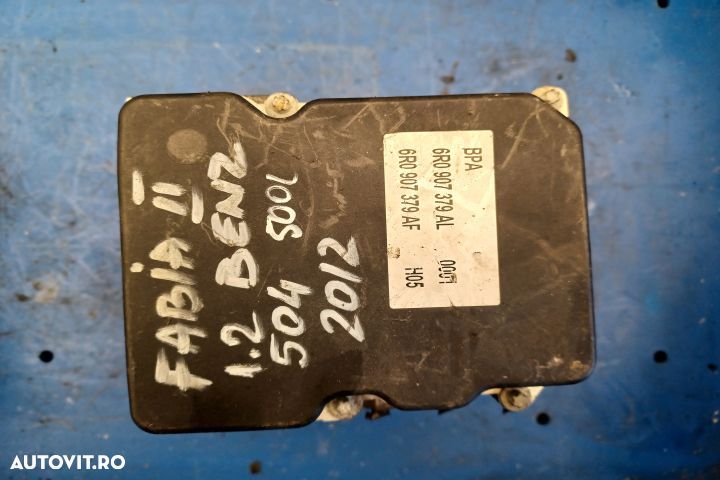 FABIA II
1.2 BENZ
504 500L
2012
BPA
6R0 907 379 AL 0001
6R0 907 379 AF H05
AUTOVIT.RO